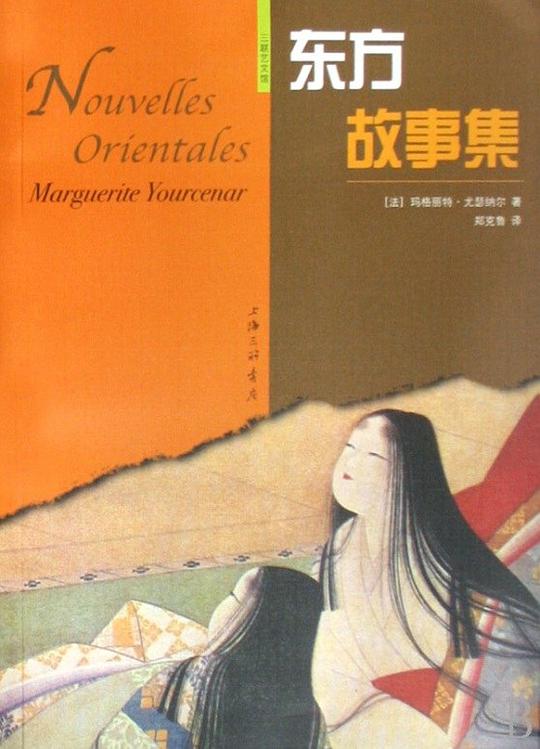 Nouvelles
Orientales
Marguerite Yourcenar
三联艺文馆
东方
故事集
[法] 玛格丽特·尤瑟纳尔 著
郑克鲁 译
上海三联书店
B